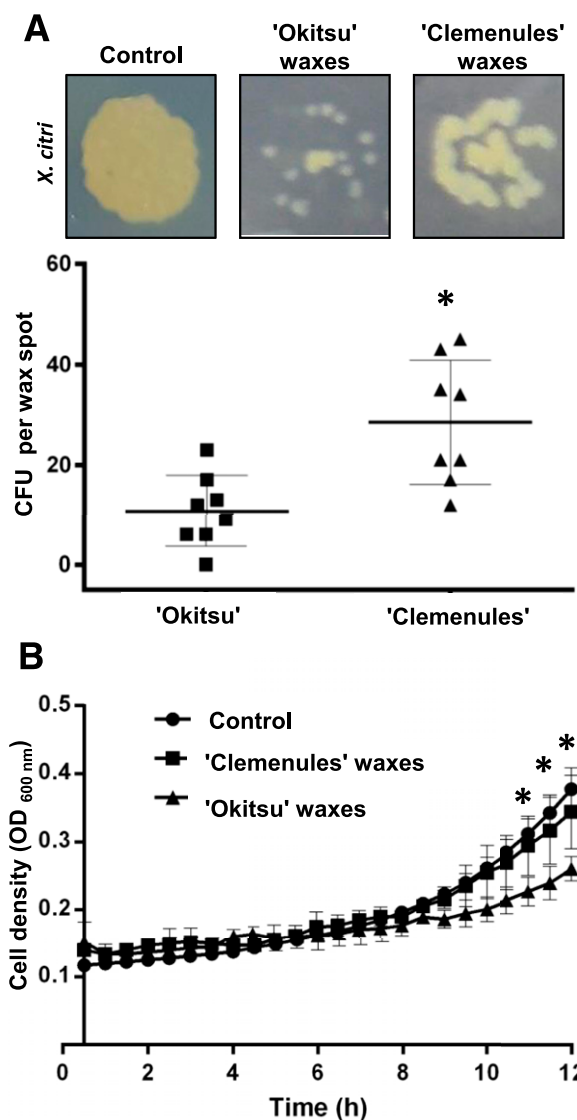 A
Control
'Okitsu'
waxes
'Clemenules'
waxes
X. citri
CFU per wax spot
60
40
20
0
*
'Okitsu'
'Clemenules'
B
Cell density (OD 600 nm)
0.5
0.4
0.3
0.2
0.1
Control
'Clemenules' waxes
'Okitsu' waxes
* * *
0 2 4 6 8 10 12
Time (h)